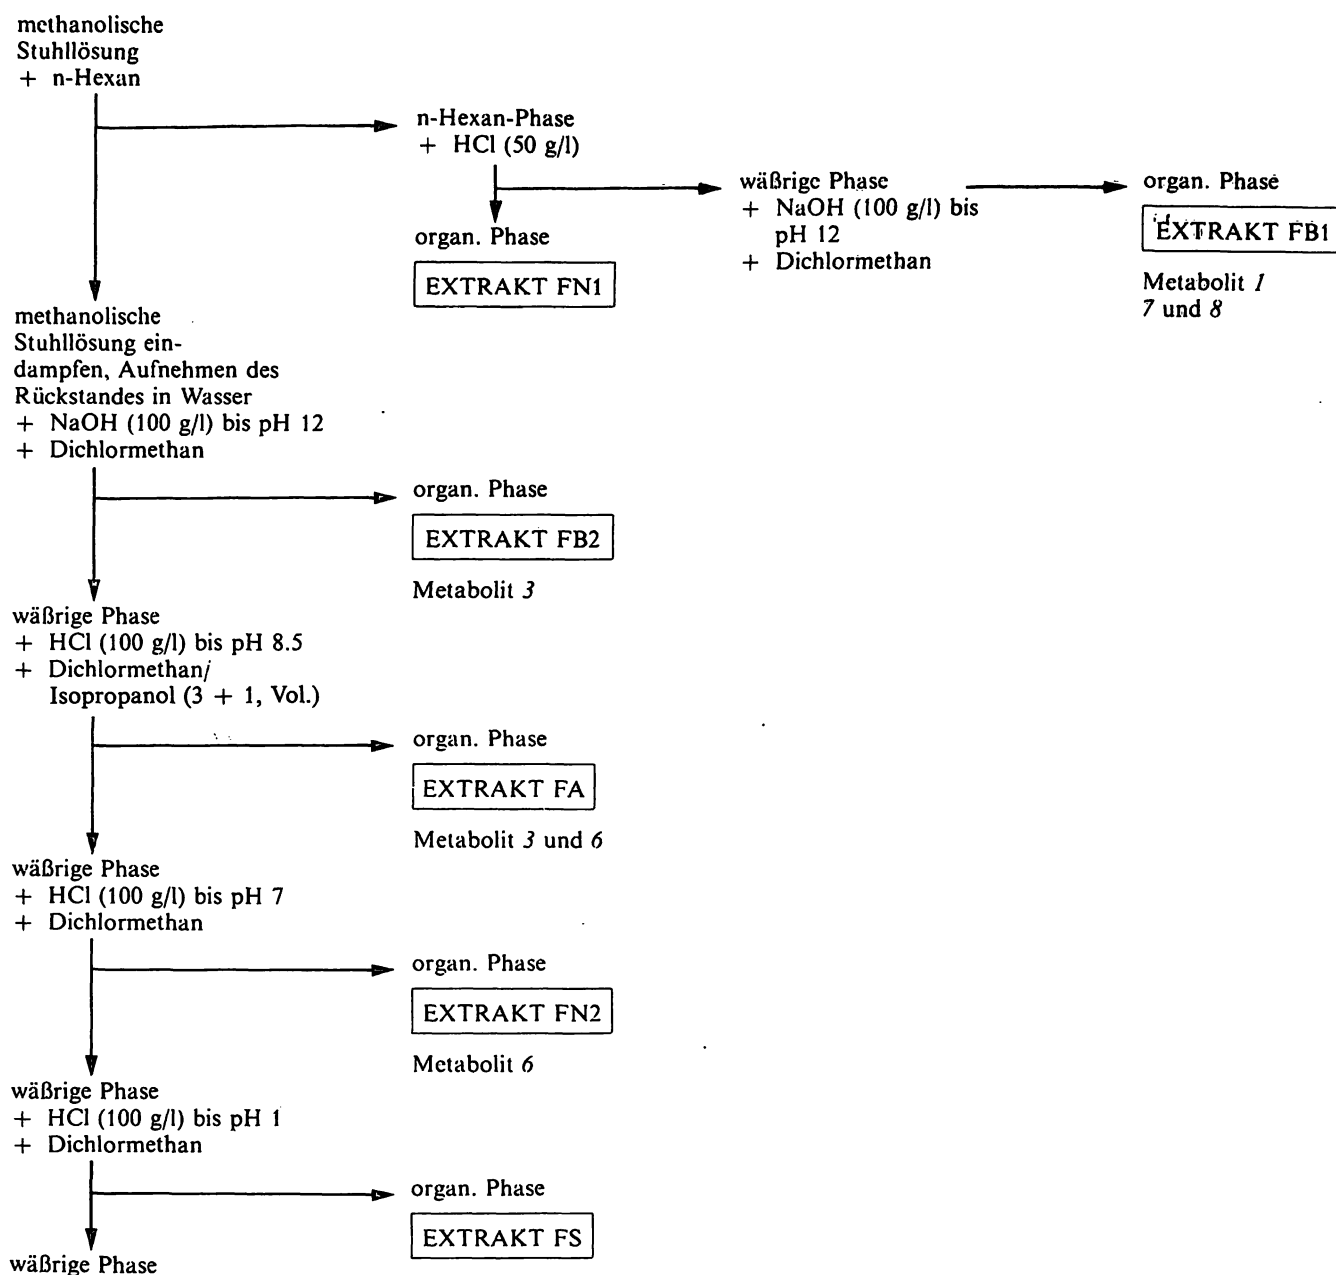 methanolische
Stuhllösung
+ n-Hexan
n-Hexan-Phase
+ HCl (50 g/l)
organ. Phase
EXTRAKT FN1
wäßrige Phase
+ NaOH (100 g/l) bis
pH 12
+ Dichlormethan
organ. Phase
EXTRAKT FB1
Metabolit 1
7 und 8
methanolische
Stuhllösung ein-
dampfen, Aufnehmen des
Rückstandes in Wasser
+ NaOH (100 g/l) bis pH 12
+ Dichlormethan
organ. Phase
EXTRAKT FB2
Metabolit 3
wäßrige Phase
+ HCl (100 g/l) bis pH 8.5
+ Dichlormethan/
Isopropanol (3 + 1, Vol.)
organ. Phase
EXTRAKT FA
Metabolit 3 und 6
wäßrige Phase
+ HCl (100 g/l) bis pH 7
+ Dichlormethan
organ. Phase
EXTRAKT FN2
Metabolit 6
wäßrige Phase
+ HCl (100 g/l) bis pH 1
+ Dichlormethan
organ. Phase
EXTRAKT FS
wäßrige Phase